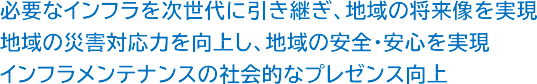 必要なインフラを次世代に引き継ぎ、地域の将来像を実現
地域の災害対応力を向上し、地域の安全・安心を実現
インフラメンテナンスの社会的なプレゼンス向上